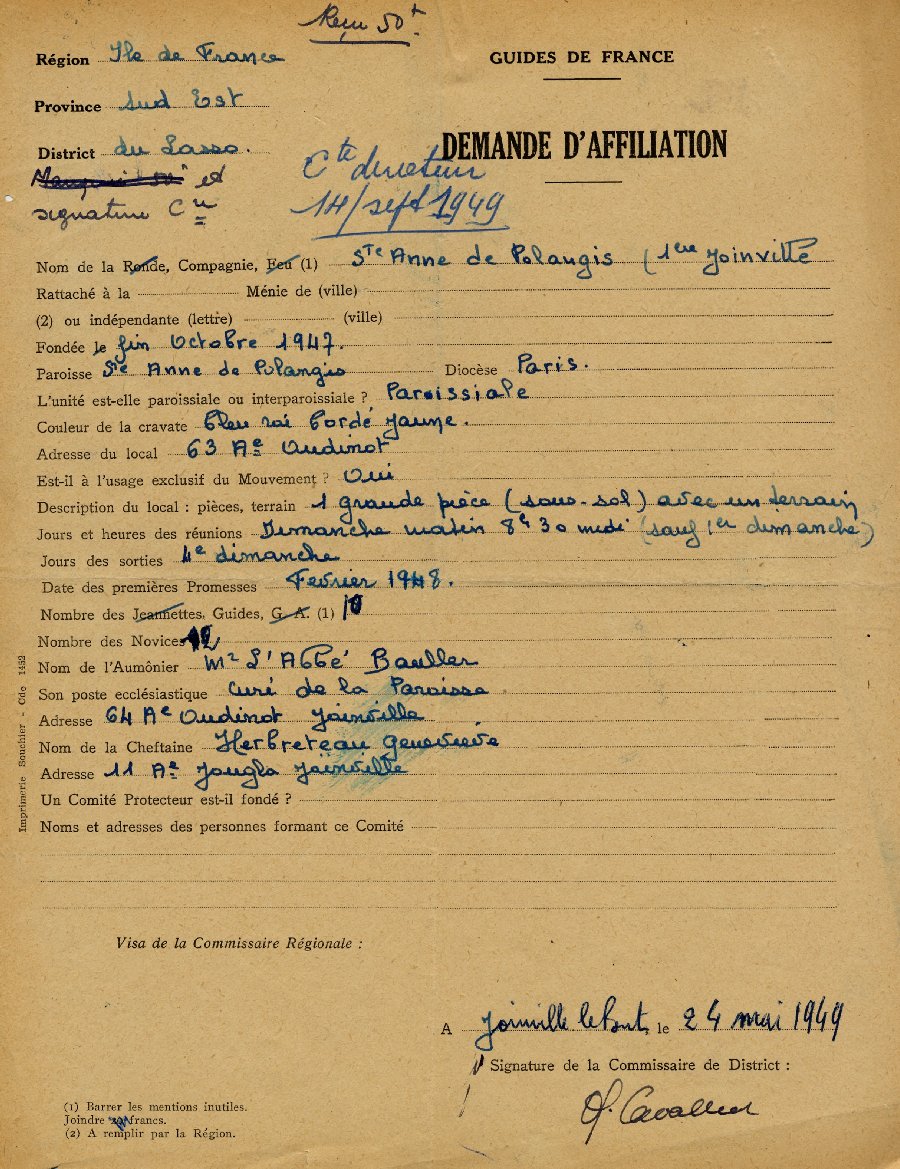 Reçu 50f
Région Ile de France
GUIDES DE FRANCE
Province Sud Est
DEMANDE D'AFFILIATION
District du Lasso.
et
signature
Cte directeur
14/sept 1949
Nom de la Ronde, Compagnie, Feu (1) Ste Anne de Polangis (1ere Joinville
Rattaché à la Ménie de (ville)
(2) ou indépendante (lettre) (ville)
Fondée le fin Octobre 1947.
Paroisse Ste Anne de Polangis Diocèse Paris.
L'unité est-elle paroissiale ou interparoissiale ? Paroissiale
Couleur de la cravate bleu roi bordé jaune.
Adresse du local 63 Ae Oudinot
Est-il à l'usage exclusif du Mouvement ? Oui
Description du local : pièces, terrain 1 grande pièce (sous-sol) avec un terrain
Jours et heures des réunions Dimanche matin 8h30 midi (sauf 1er dimanche)
Jours des sorties 4e dimanche
Date des premières Promesses Fevrier 1948.
Nombre des Jeannettes, Guides, G. A. (1) 10
Nombre des Novices 12
Nom de l'Aumônier Mr L'Abbé Bauller
Son poste ecclésiastique Curé de la Paroisse
Adresse 64 Ae Oudinot Joinville
Nom de la Cheftaine Herbreteau Geneviève
Adresse 11 Ae Jougla Joinville
Un Comité Protecteur est-il fondé ?
Noms et adresses des personnes formant ce Comité
Imprimerie Souchier - Cde 1452
Visa de la Commissaire Régionale :
A Joinville le Pont, le 24 mai 1949
Signature de la Commissaire de District :
(1) Barrer les mentions inutiles.
Joindre francs.
(2) A remplir par la Région.